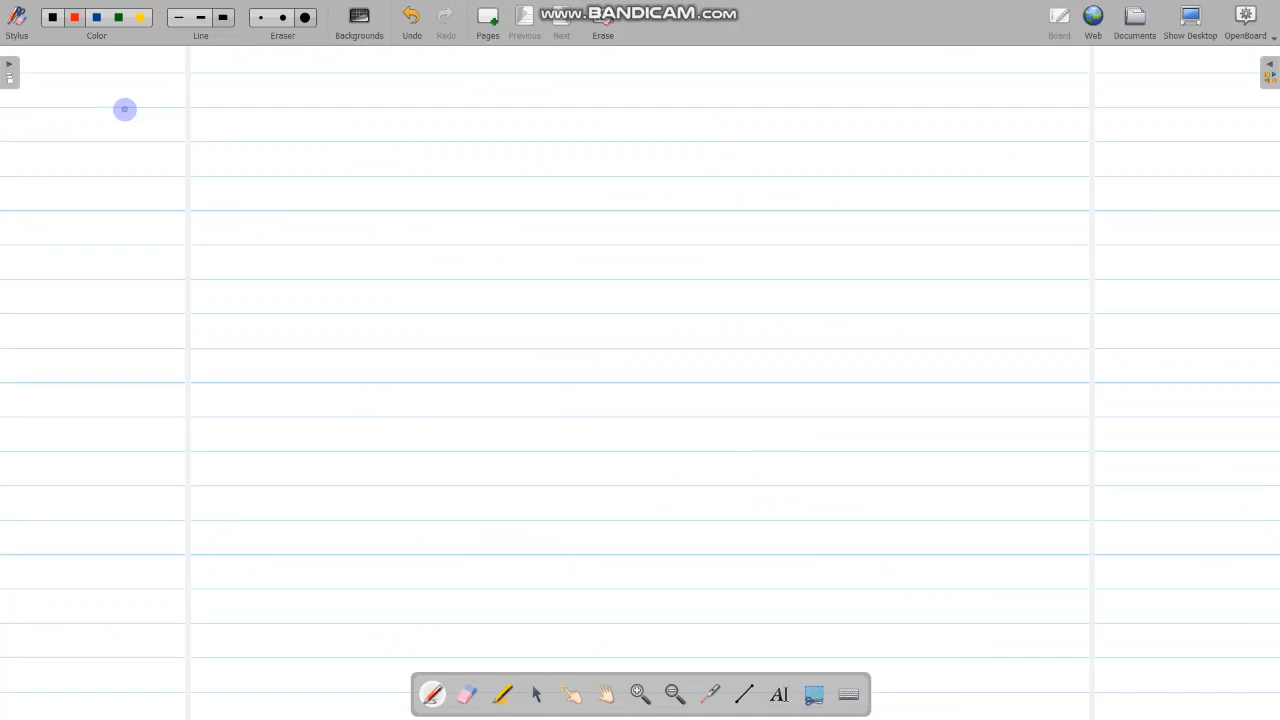 www.BANDICAM.com
Stylus
Color
Line
Eraser
Backgrounds
Undo
Redo
Pages
Previous
Next
Erase
Board
Web
Documents
Show Desktop
OpenBoard
AI